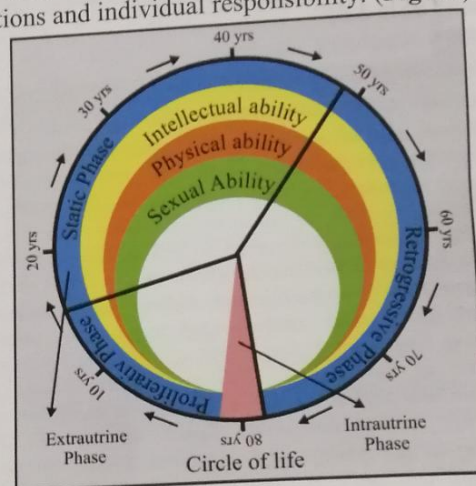 tions and individual responsibility.
40 yrs
30 yrs
50 yrs
20 yrs
60 yrs
10 yrs
70 yrs
80 yrs
Intellectual ability
Physical ability
Sexual Ability
Static Phase
Retrogressive Phase
Proliferativ Phase
Extrautrine
Phase
Intrautrine
Phase
Circle of life